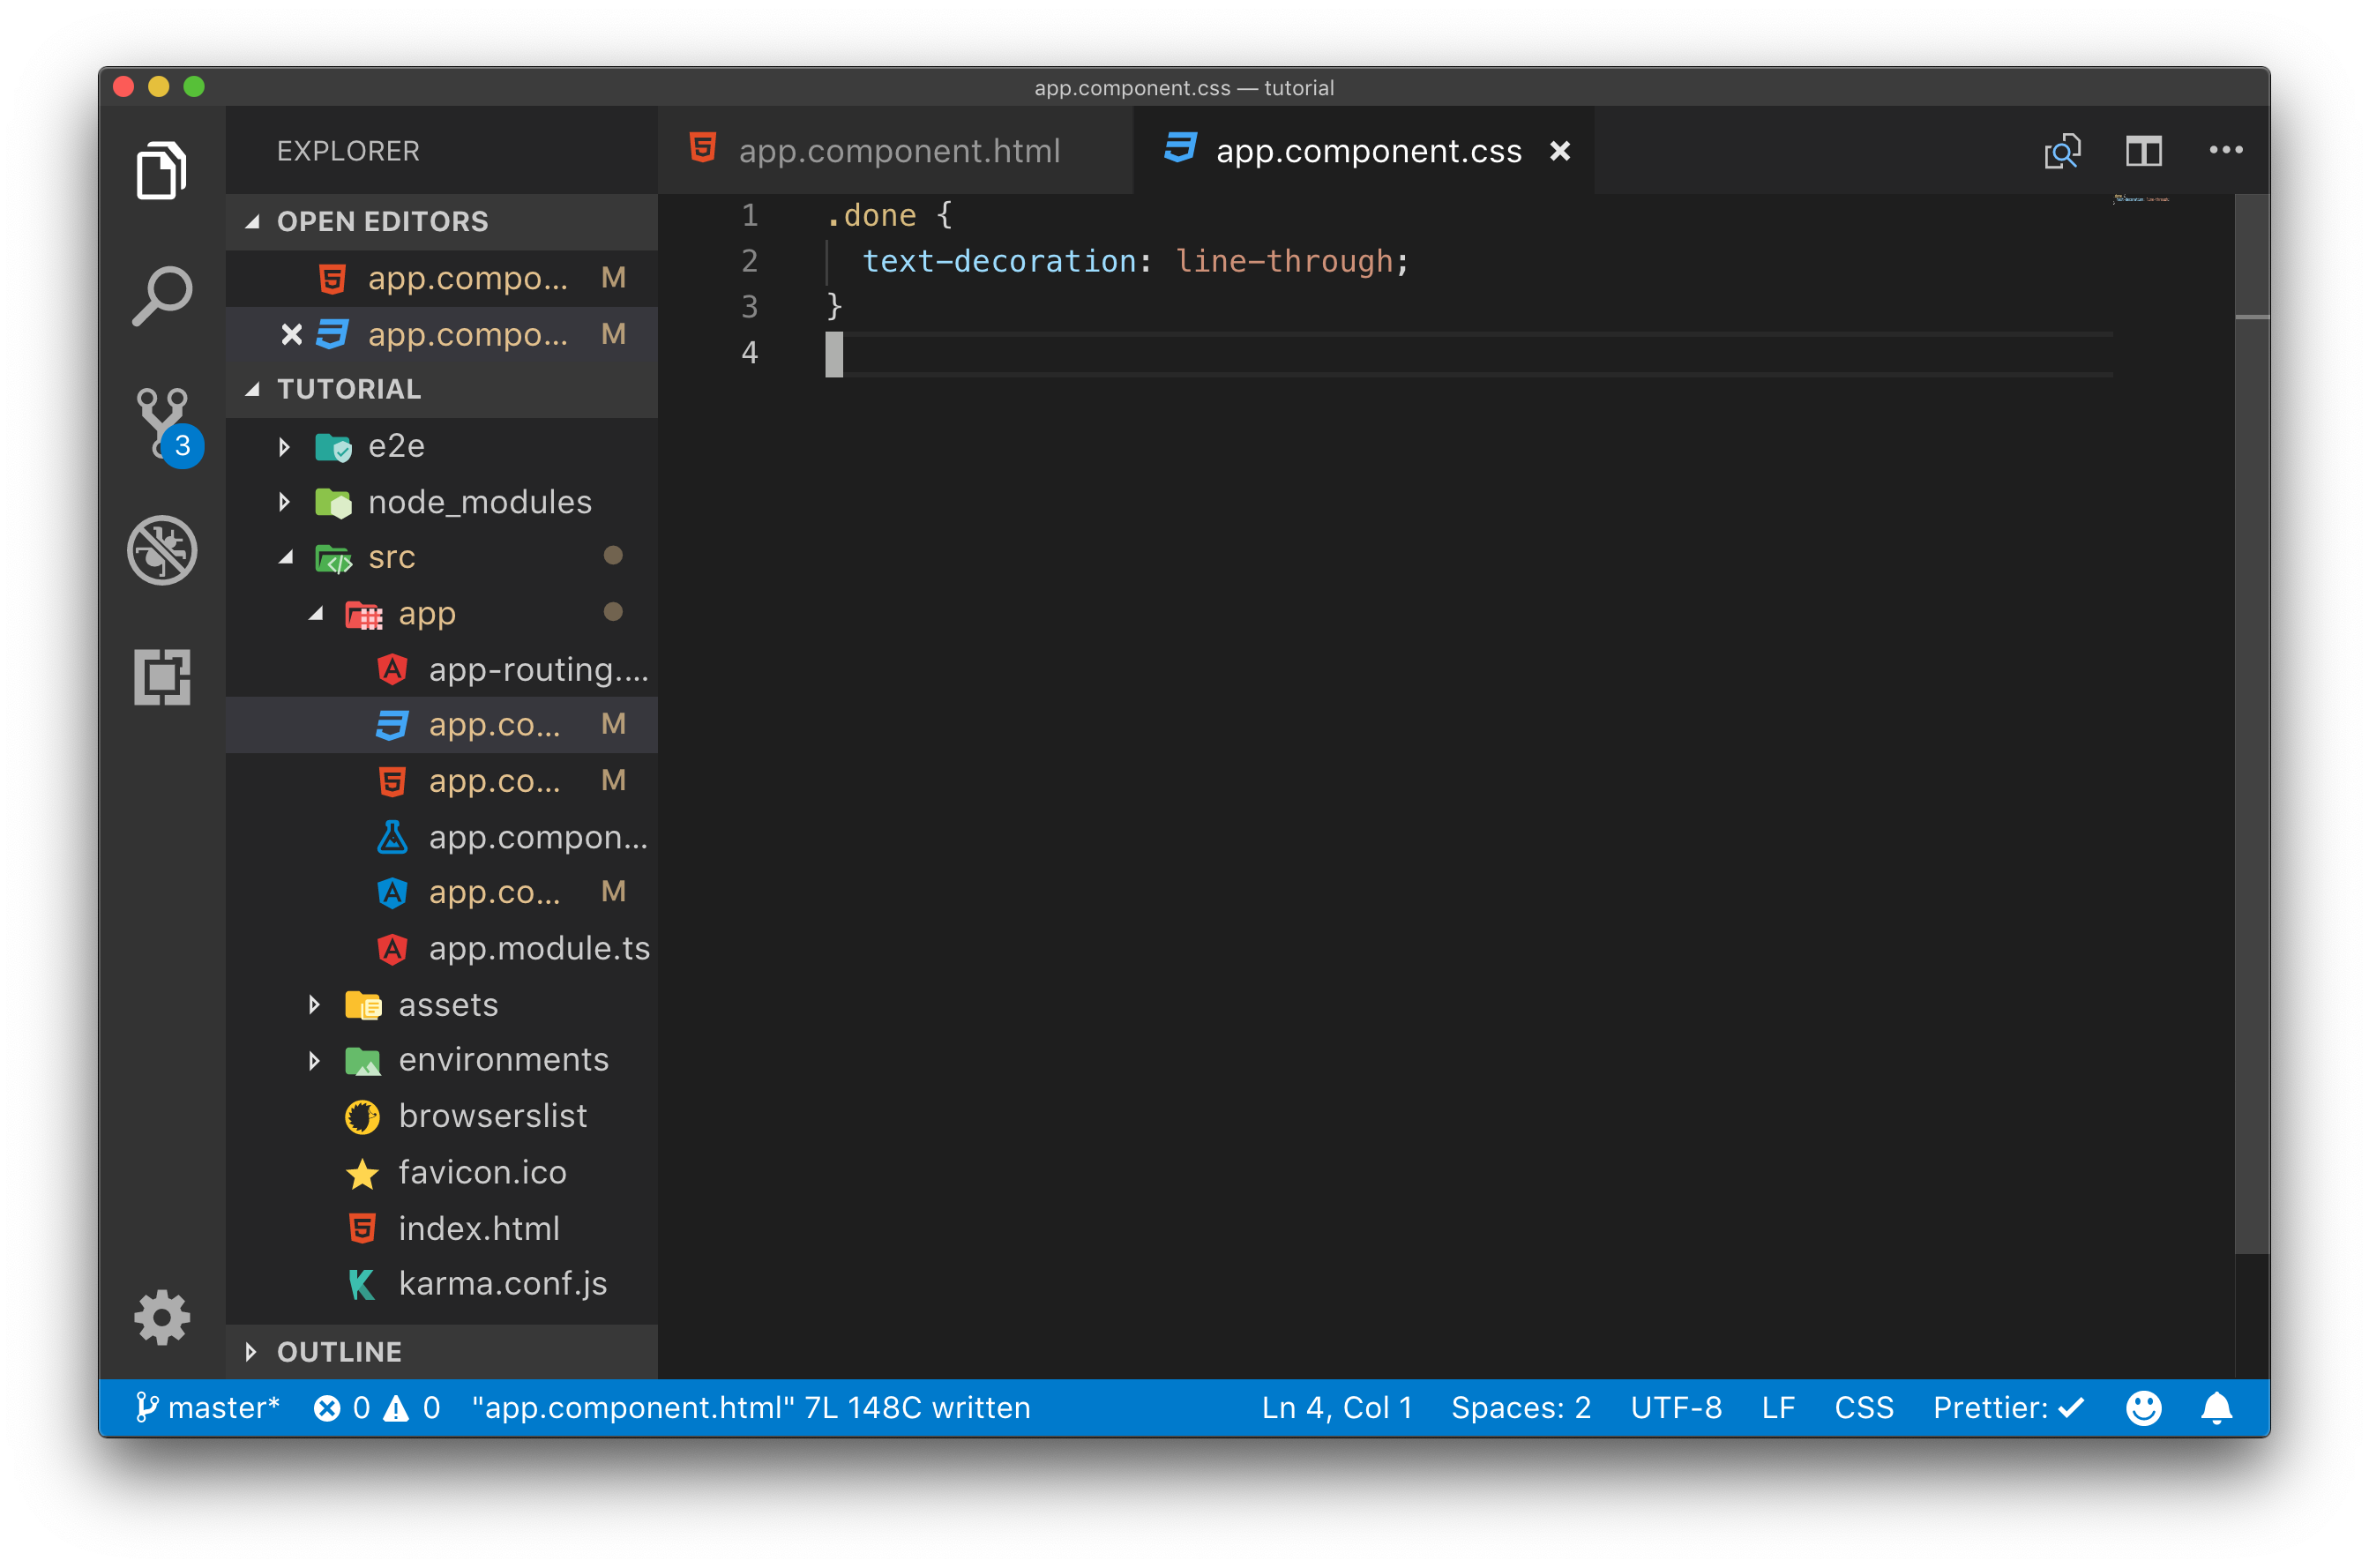 app.component.css — tutorial
EXPLORER
OPEN EDITORS
app.compo... M
app.compo... M
TUTORIAL
e2e
node_modules
src
app
app-routing....
app.co... M
app.co... M
app.compon...
app.co... M
app.module.ts
assets
environments
browserslist
favicon.ico
index.html
karma.conf.js
OUTLINE
3
app.component.html
app.component.css
1 .done {
2 text-decoration: line-through;
3 }
4
master* 0 0 "app.component.html" 7L 148C written Ln 4, Col 1 Spaces: 2 UTF-8 LF CSS Prettier: ✓